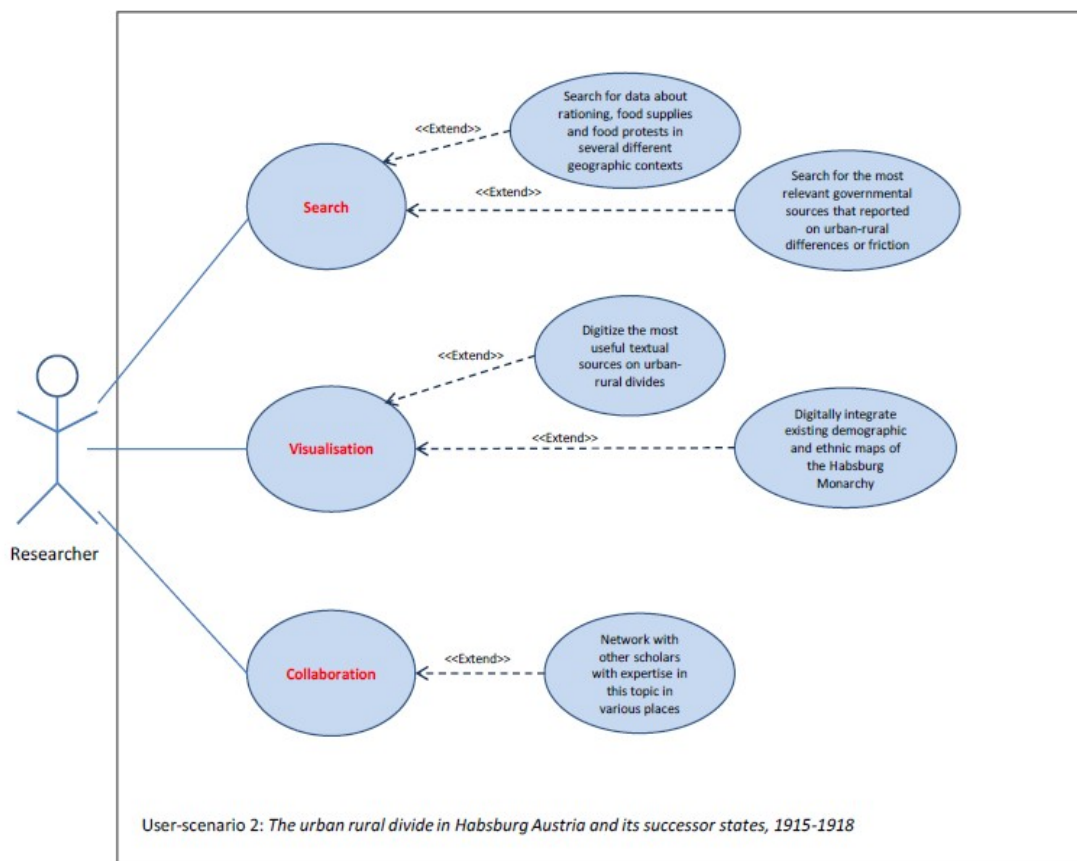 Search for data about
rationing, food supplies
and food protests in
several different
geographic contexts
<<Extend>>
Search for the most
relevant governmental
sources that reported
on urban-rural
differences or friction
<<Extend>>
Search
Digitize the most
useful textual
sources on urban-
rural divides
<<Extend>>
Digitally integrate
existing demographic
and ethnic maps of
the Habsburg
Monarchy
<<Extend>>
Visualisation
Researcher
Network with
other scholars
with expertise in
this topic in
various places
<<Extend>>
Collaboration
User-scenario 2: The urban rural divide in Habsburg Austria and its successor states, 1915-1918